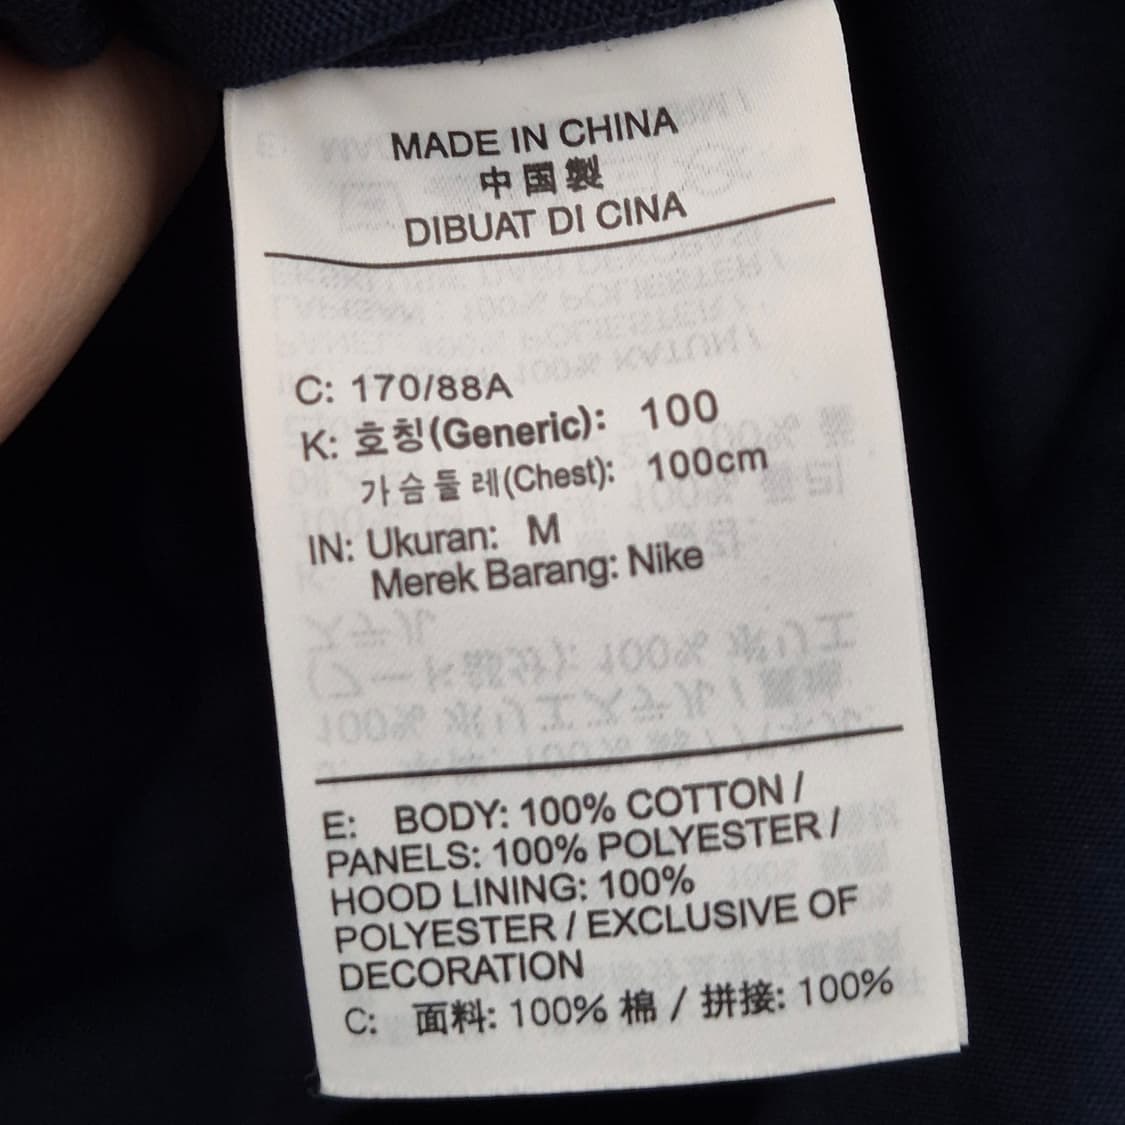 MADE IN CHINA
中国製
DIBUAT DI CINA
C: 170/88A
K: 호칭(Generic): 100
가슴둘레(Chest): 100cm
IN: Ukuran: M
Merek Barang: Nike
E: BODY: 100% COTTON /
PANELS: 100% POLYESTER /
HOOD LINING: 100%
POLYESTER / EXCLUSIVE OF
DECORATION
C: 面料: 100% 棉 / 拼接: 100%